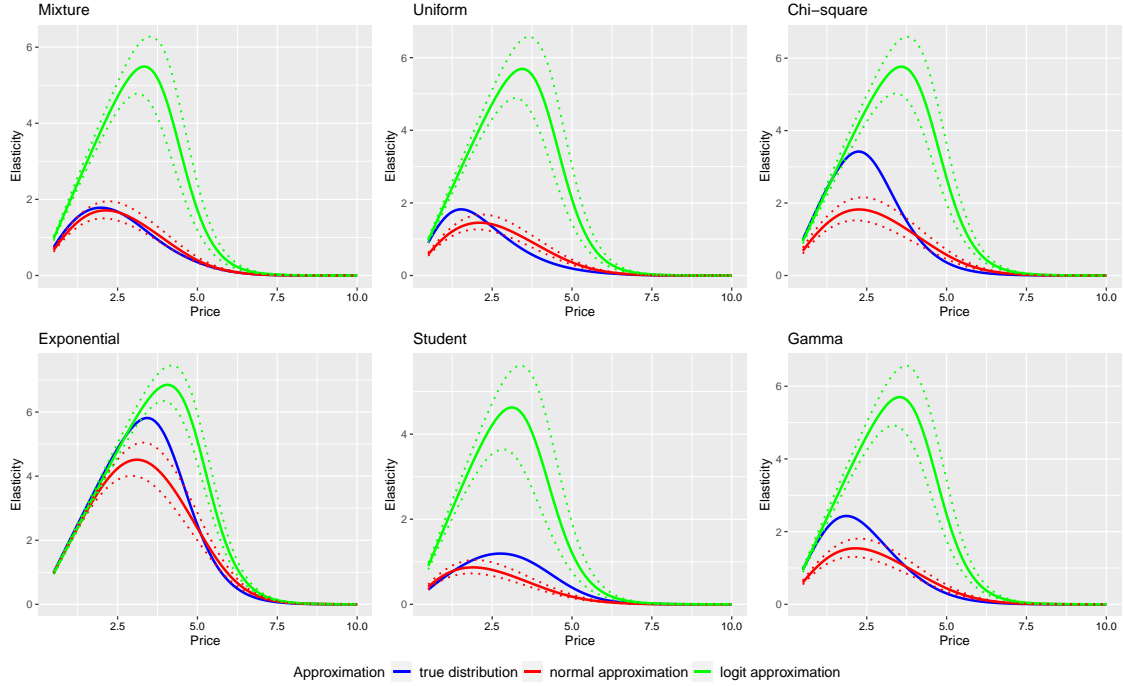 Mixture
Elasticity
6
4
2
0
2.5 5.0 7.5 10.0
Price
Uniform
Elasticity
6
4
2
0
2.5 5.0 7.5 10.0
Price
Chi−square
Elasticity
6
4
2
0
2.5 5.0 7.5 10.0
Price
Exponential
Elasticity
6
4
2
0
2.5 5.0 7.5 10.0
Price
Student
Elasticity
4
2
0
2.5 5.0 7.5 10.0
Price
Gamma
Elasticity
6
4
2
0
2.5 5.0 7.5 10.0
Price
Approximation true distribution normal approximation logit approximation